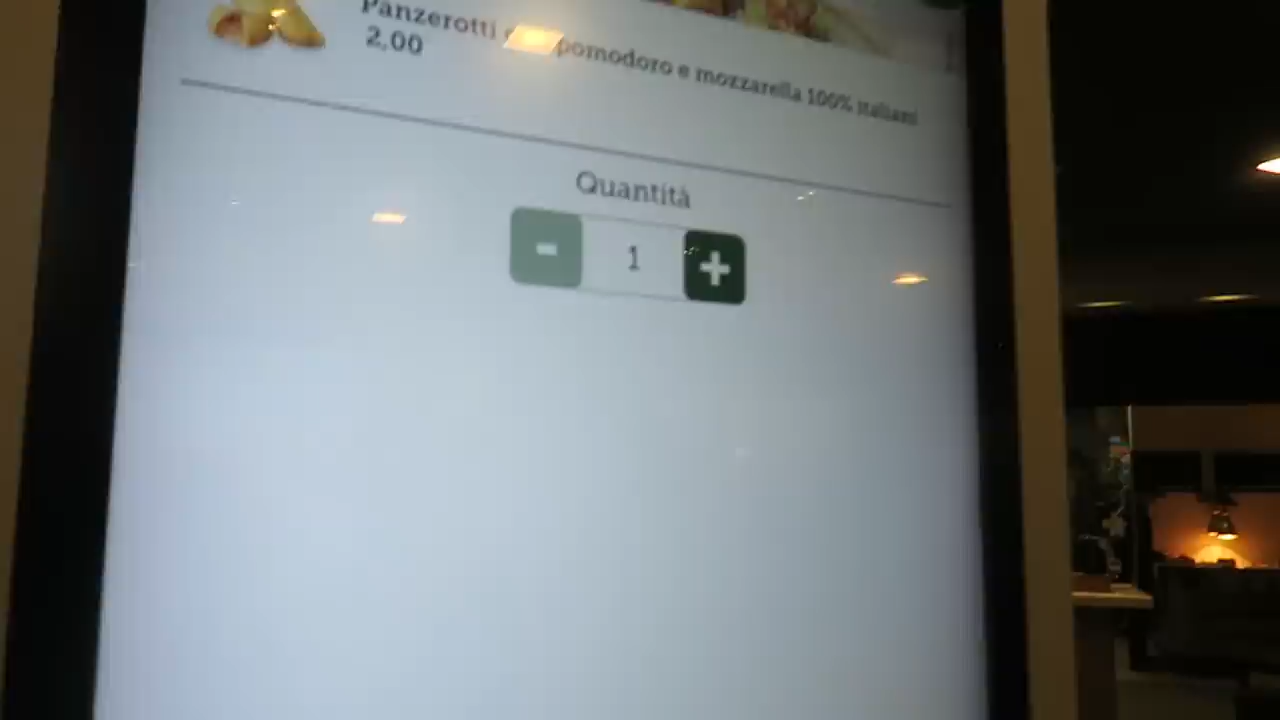 Panzerotti pomodoro e mozzarella 100% italiani
2,00
Quantità
- 1 +